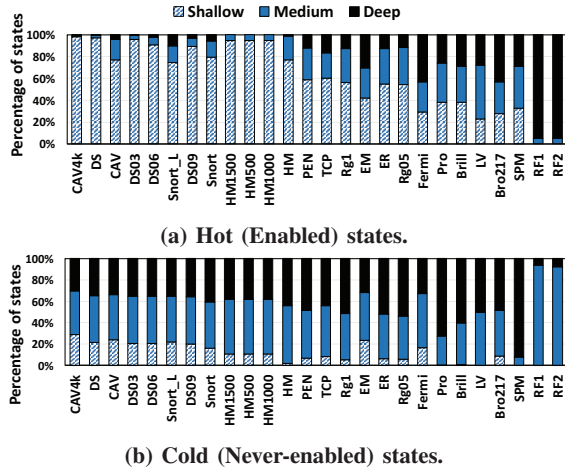 Shallow Medium Deep
Percentage of states
100%
80%
60%
40%
20%
0%
CAV4k DS CAV DS03 DS06 Snort_L DS09 Snort HM1500 HM500 HM1000 HM PEN TCP Rg1 EM ER Rg05 Fermi Pro Brill LV Bro217 SPM RF1 RF2
(a) Hot (Enabled) states.
Percentage of states
100%
80%
60%
40%
20%
0%
CAV4k DS CAV DS03 DS06 Snort_L DS09 Snort HM1500 HM500 HM1000 HM PEN TCP Rg1 EM ER Rg05 Fermi Pro Brill LV Bro217 SPM RF1 RF2
(b) Cold (Never-enabled) states.